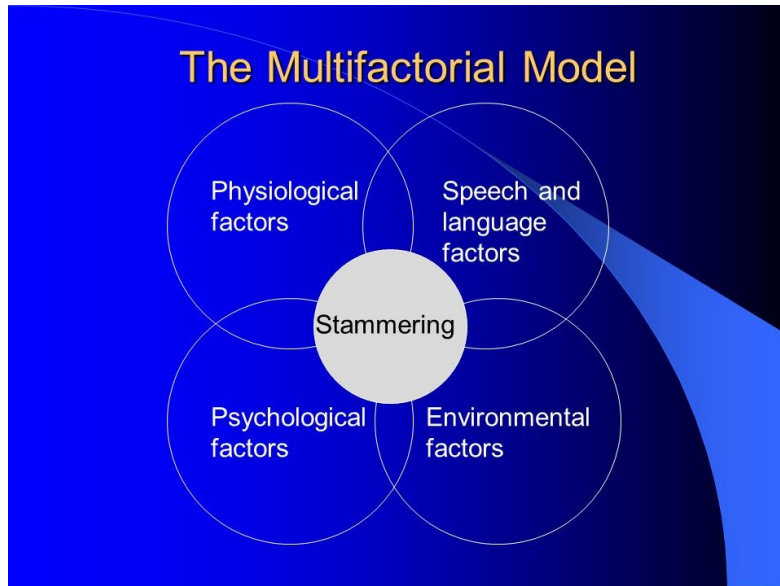 The Multifactorial Model
Physiological
factors
Speech and
language
factors
Stammering
Psychological
factors
Environmental
factors